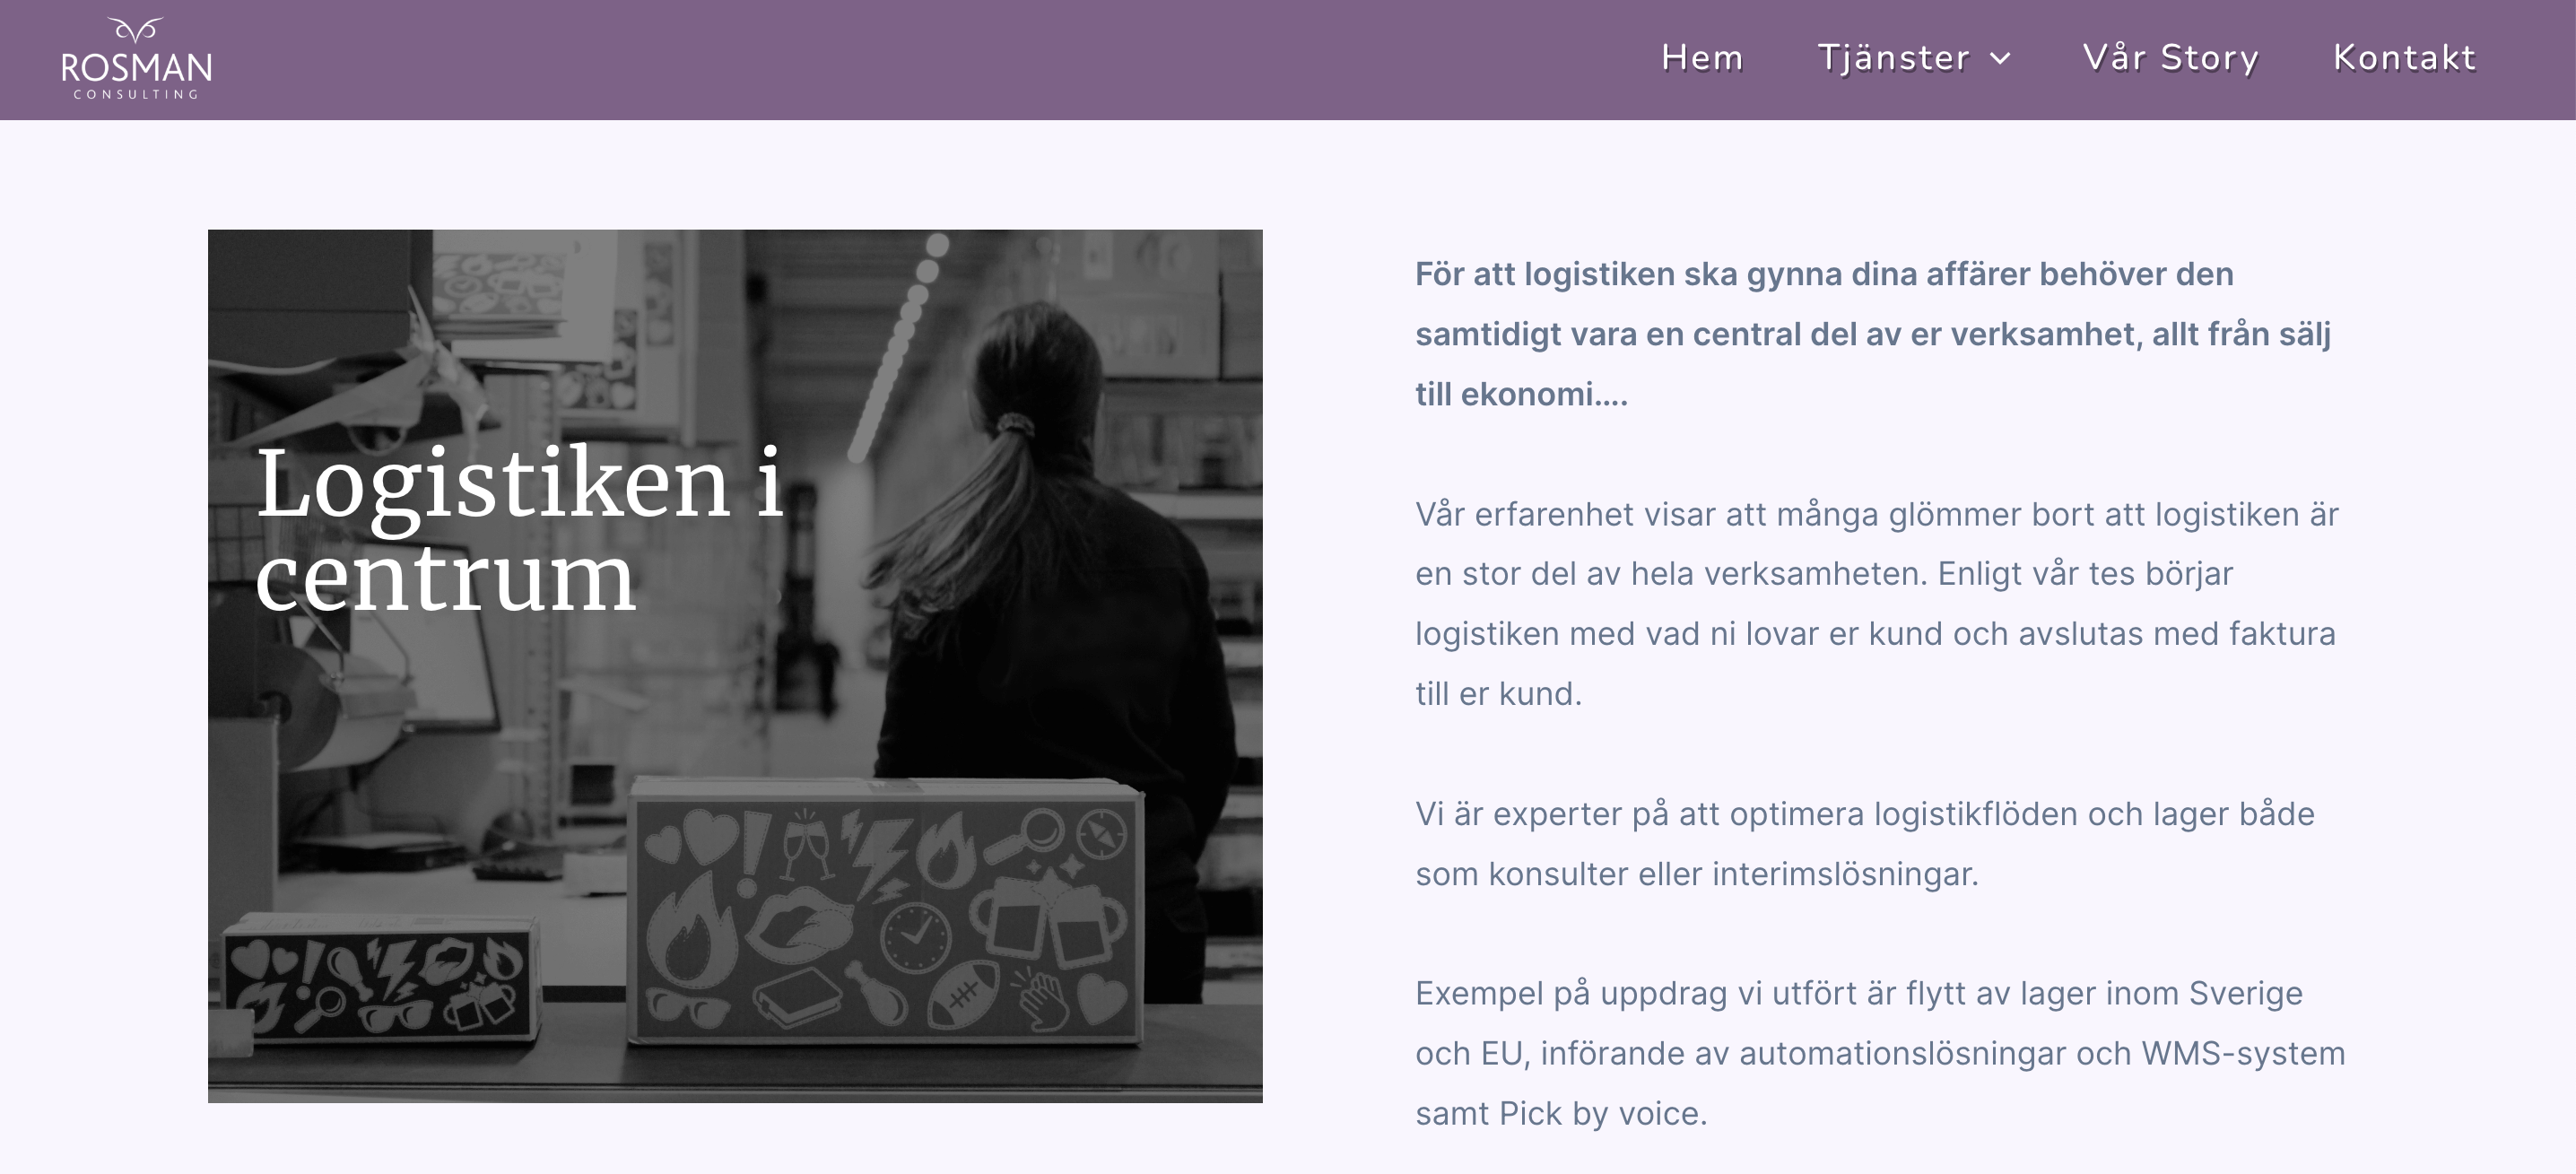 ROSMAN
CONSULTING
Hem
Tjänster
Vår Story
Kontakt
Logistiken i
centrum
För att logistiken ska gynna dina affärer behöver den
samtidigt vara en central del av er verksamhet, allt från sälj
till ekonomi....
Vår erfarenhet visar att många glömmer bort att logistiken är
en stor del av hela verksamheten. Enligt vår tes börjar
logistiken med vad ni lovar er kund och avslutas med faktura
till er kund.
Vi är experter på att optimera logistikflöden och lager både
som konsulter eller interimslösningar.
Exempel på uppdrag vi utfört är flytt av lager inom Sverige
och EU, införande av automationslösningar och WMS-system
samt Pick by voice.